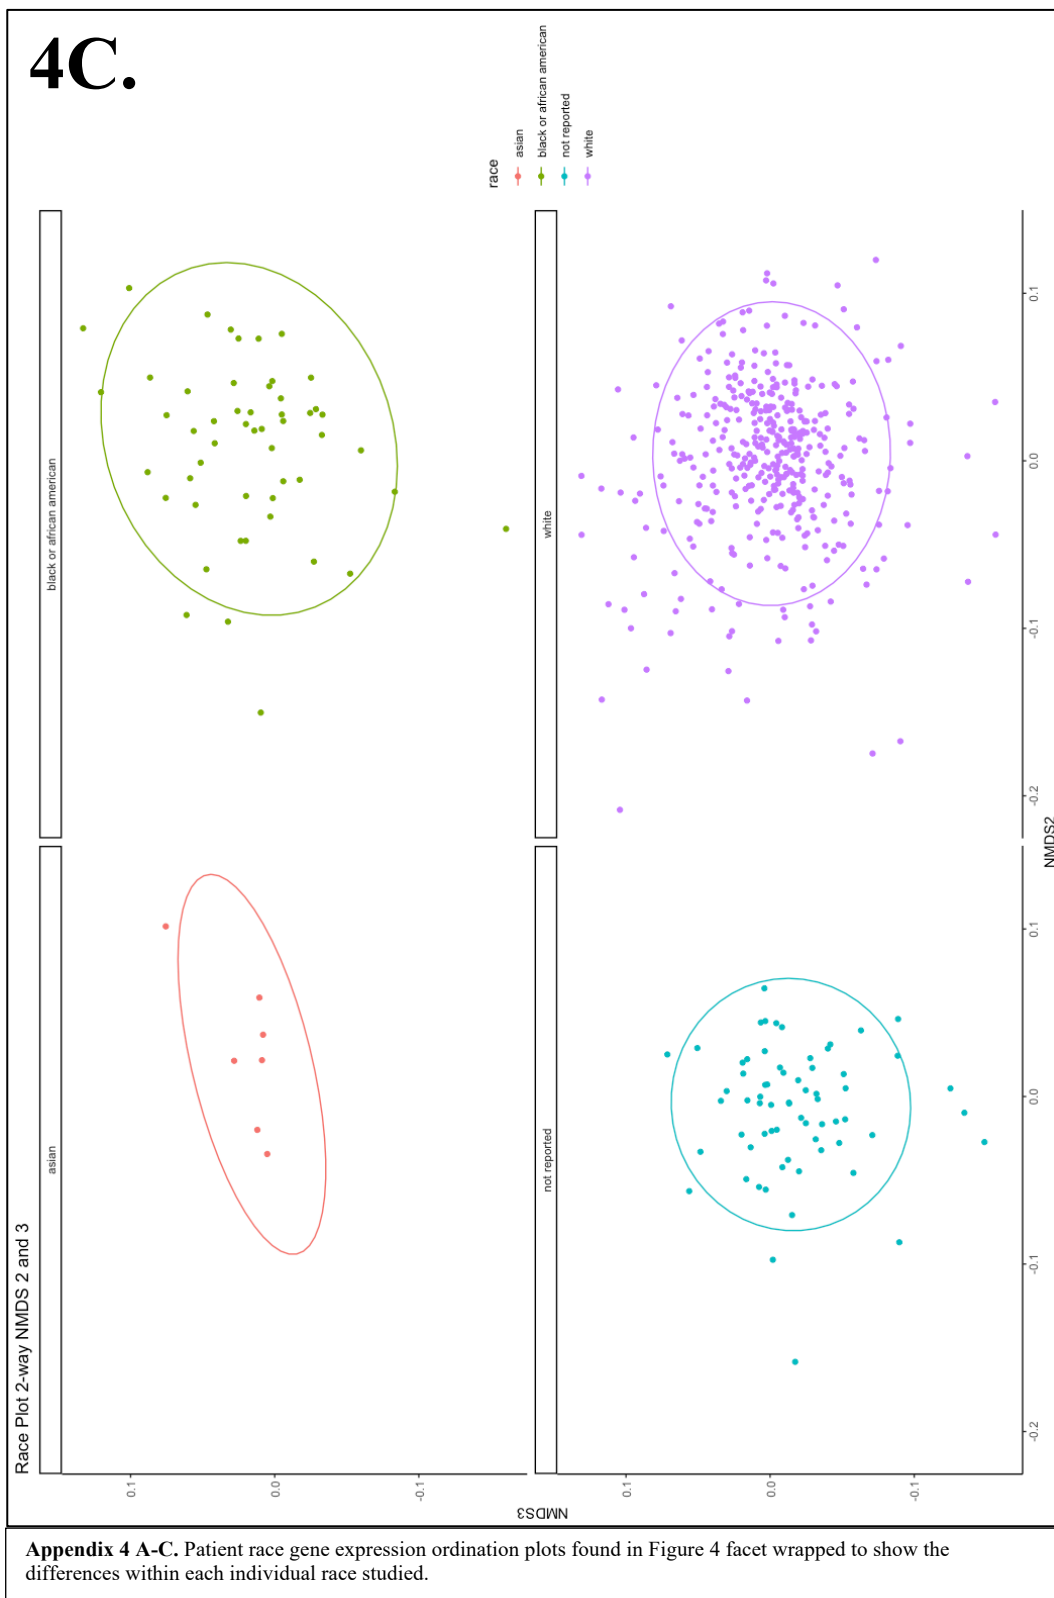 4C.
Race Plot 2-way NMDS 2 and 3
asian
black or african american
not reported
white
race
asian
black or african american
not reported
white
NMDS3
0.1
0.0
-0.1
0.1
0.0
-0.1
NMDS2
-0.2
-0.1
0.0
0.1
-0.2
-0.1
0.0
0.1
Appendix 4 A-C. Patient race gene expression ordination plots found in Figure 4 facet wrapped to show the
differences within each individual race studied.